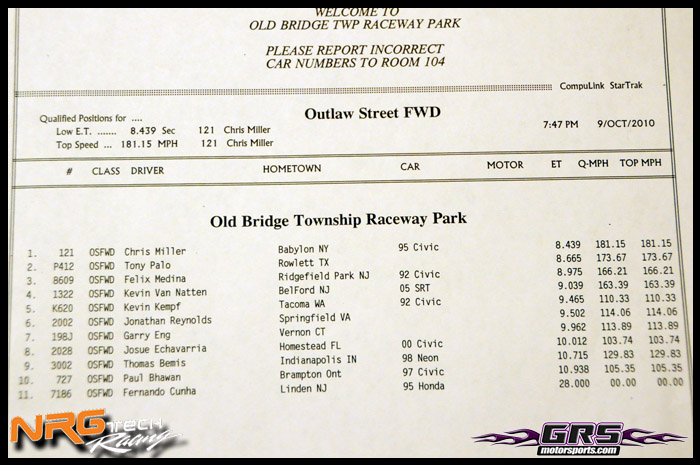 WELCOME TO
OLD BRIDGE TWP RACEWAY PARK
PLEASE REPORT INCORRECT
CAR NUMBERS TO ROOM 104
CompuLink StarTrak
Qualified Positions for .... Outlaw Street FWD 7:47 PM 9/OCT/2010
Low E.T. ....... 8.439 Sec 121 Chris Miller
Top Speed ... 181.15 MPH 121 Chris Miller
# CLASS DRIVER HOMETOWN CAR MOTOR ET Q-MPH TOP MPH
Old Bridge Township Raceway Park
1. 121 OSFWD Chris Miller Babylon NY 95 Civic 8.439 181.15 181.15
2. P412 OSFWD Tony Palo Rowlett TX 8.665 173.67 173.67
3. 8609 OSFWD Felix Medina Ridgefield Park NJ 92 Civic 8.975 166.21 166.21
4. 1322 OSFWD Kevin Van Natten BelFord NJ 05 SRT 9.039 163.39 163.39
5. K620 OSFWD Kevin Kempf Tacoma WA 92 Civic 9.465 110.33 110.33
6. 2002 OSFWD Jonathan Reynolds Springfield VA 9.502 114.06 114.06
7. 198J OSFWD Garry Eng Vernon CT 9.962 113.89 113.89
8. 2028 OSFWD Josue Echavarria Homestead FL 00 Civic 10.012 103.74 103.74
9. 3002 OSFWD Thomas Bemis Indianapolis IN 98 Neon 10.715 129.83 129.83
10. 727 OSFWD Paul Bhawan Brampton Ont 97 Civic 10.938 105.35 105.35
11. 7186 OSFWD Fernando Cunha Linden NJ 95 Honda 28.000 00.00 00.00
NRG TECH
Racing
GRS
motorsports.com